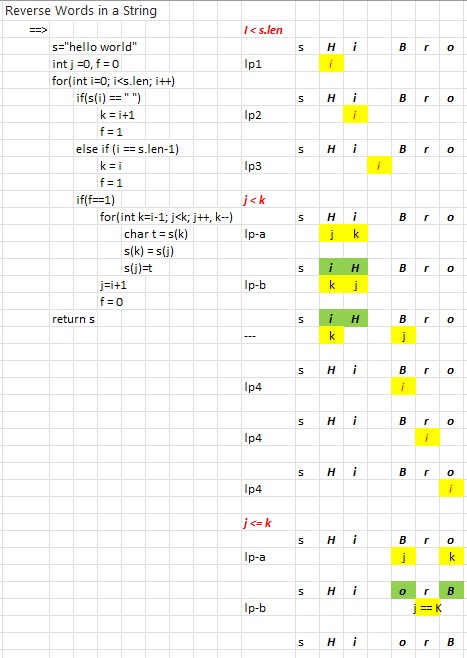 Reverse Words in a String
==> I < s.len
s="hello world" s H i B r o
int j =0, f = 0 lp1 i
for(int i=0; i<s.len; i++)
if(s(i) == " ") s H i B r o
k = i+1 lp2 i
f = 1
else if (i == s.len-1) s H i B r o
k = i lp3 i
f = 1
if(f==1) j < k
for(int k=i-1; j<k; j++, k--) s H i B r o
char t = s(k) lp-a j k
s(k) = s(j)
s(j)=t s i H B r o
j=i+1 lp-b k j
f = 0
return s s i H B r o
--- k j
s H i B r o
lp4 i
s H i B r o
lp4 i
s H i B r o
lp4 i
j <= k
s H i B r o
lp-a j k
s H i o r B
lp-b j == K
s H i o r B